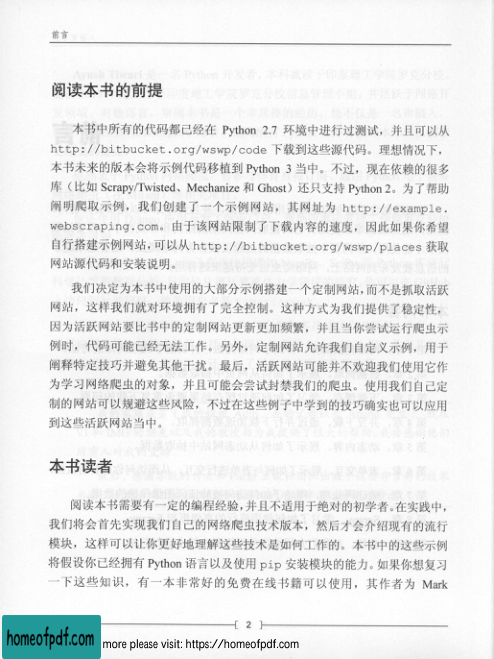 前言
阅读本书的前提
本书中所有的代码都已经在 Python 2.7 环境中进行过测试，并且可以从
http://bitbucket.org/wswp/code 下载到这些源代码。理想情况下，
本书未来的版本会将示例代码移植到 Python 3 当中。不过，现在依赖的很多
库（比如 Scrapy/Twisted、Mechanize 和 Ghost）还只支持 Python 2。为了帮助
阐明爬取示例，我们创建了一个示例网站，其网址为 http://example.
webscraping.com。由于该网站限制了下载内容的速度，因此如果你希望
自行搭建示例网站，可以从 http://bitbucket.org/wswp/places 获取
网站源代码和安装说明。
我们决定为本书中使用的大部分示例搭建一个定制网站，而不是抓取活跃
网站，这样我们就对环境拥有了完全控制。这种方式为我们提供了稳定性，
因为活跃网站要比书中的定制网站更新更加频繁，并且当你尝试运行爬虫示
例时，代码可能已经无法工作。另外，定制网站允许我们自定义示例，用于
阐释特定技巧并避免其他干扰。最后，活跃网站可能并不欢迎我们使用它作
为学习网络爬虫的对象，并且可能会尝试封禁我们的爬虫。使用我们自己定
制的网站可以规避这些风险，不过在这些例子中学到的技巧确实也可以应用
到这些活跃网站当中。
本书读者
阅读本书需要有一定的编程经验，并且不适用于绝对的初学者。在实践中，
我们将会首先实现我们自己的网络爬虫技术版本，然后才会介绍现有的流行
模块，这样可以让你更好地理解这些技术是如何工作的。本书中的这些示例
将假设你已经拥有 Python 语言以及使用 pip 安装模块的能力。如果你想复习
一下这些知识，有一本非常好的免费在线书籍可以使用，其作者为 Mark
2
homeofpdf.com
more please visit: https://homeofpdf.com